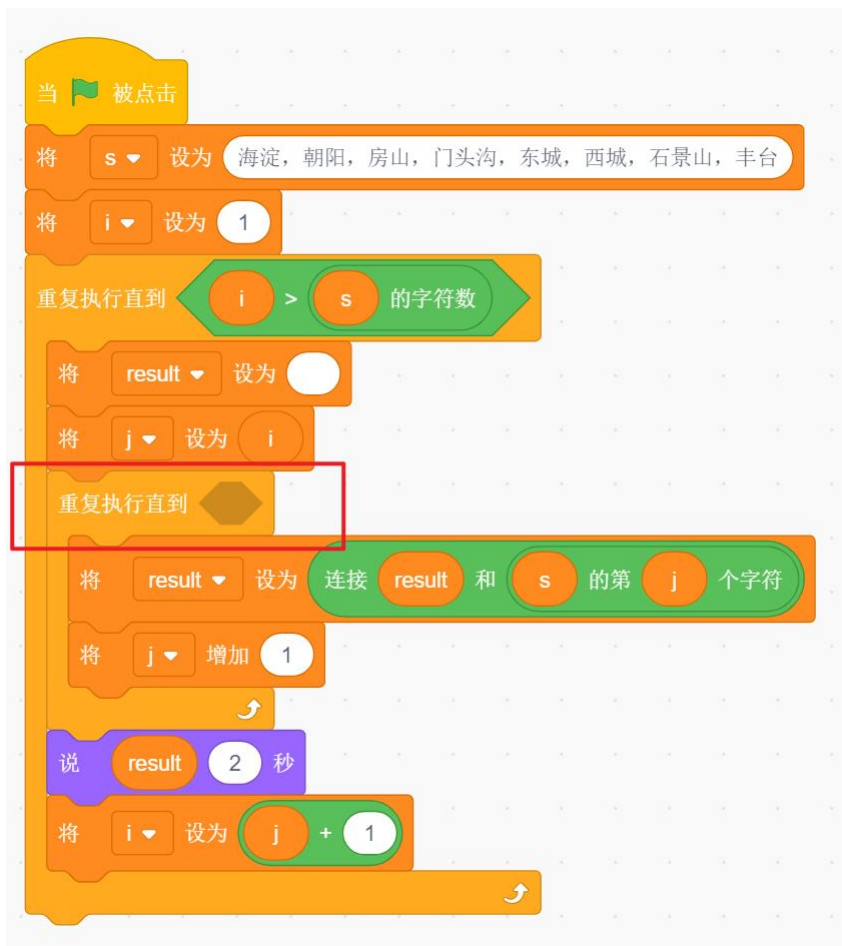 当 被点击
将 s 设为 海淀，朝阳，房山，门头沟，东城，西城，石景山，丰台
将 i 设为 1
重复执行直到 i > s 的字符数
将 result 设为
将 j 设为 i
重复执行直到
将 result 设为 连接 result 和 s 的第 j 个字符
将 j 增加 1
说 result 2 秒
将 i 设为 j + 1